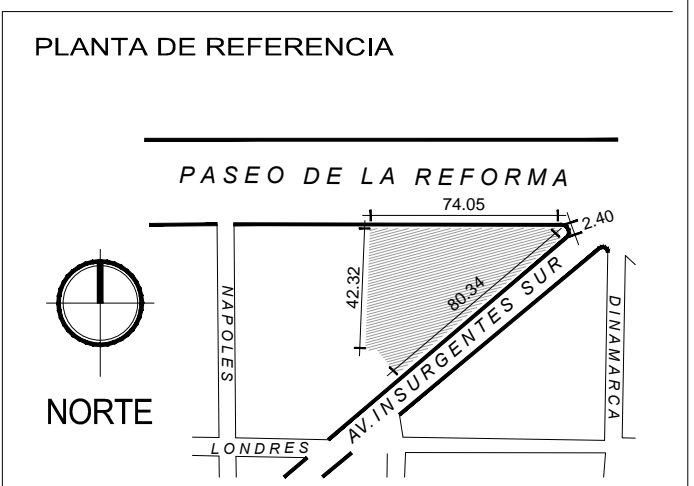 PLANTA DE REFERENCIA
PASEO DE LA REFORMA
74.05
2.40
42.32
80.34
NAPOLES
AV. INSURGENTES SUR
DINAMARCA
NORTE
LONDRES